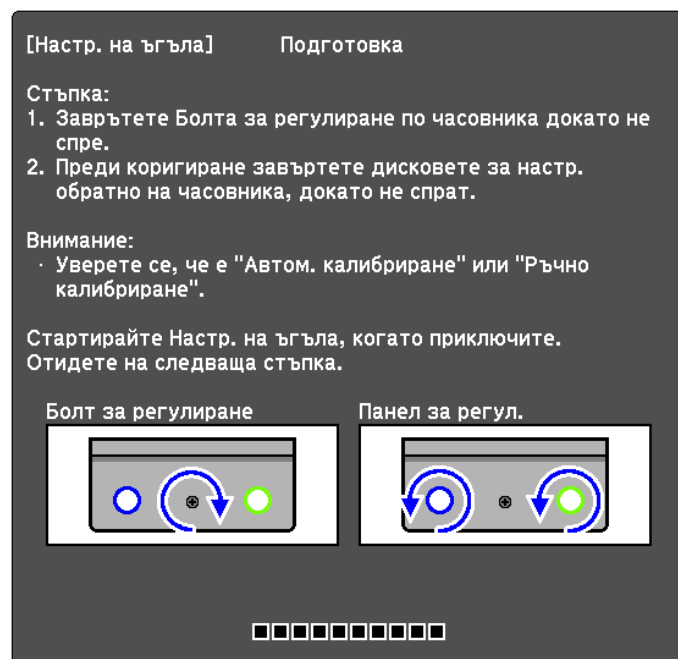 [Настр. на ъгъла] Подготовка
Стъпка:
1. Заврътете Болта за регулиране по часовника докато не
спре.
2. Преди коригиране завъртете дисковете за настр.
обратно на часовника, докато не спрат.
Внимание:
· Уверете се, че е "Автом. калибриране" или "Ръчно
калибриране".
Стартирайте Настр. на ъгъла, когато приключите.
Отидете на следваща стъпка.
Болт за регулиране Панел за регул.